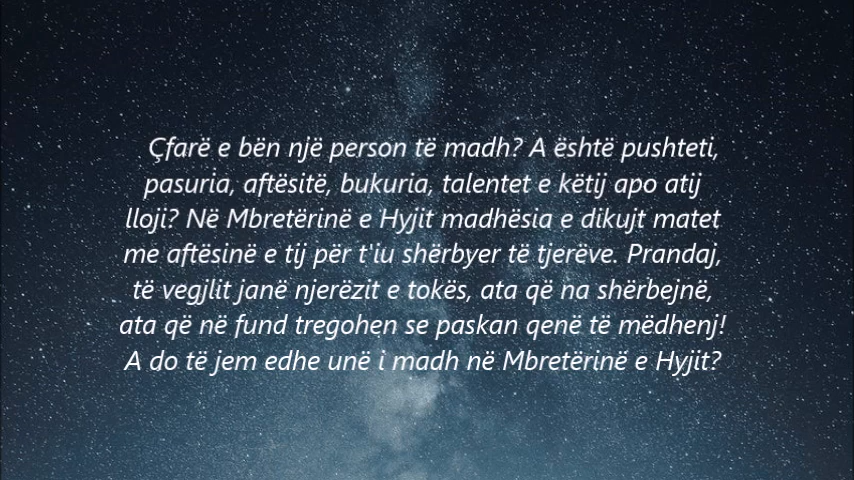 Çfarë e bën një person të madh? A është pushteti,
pasuria, aftësitë, bukuria, talentet e këtij apo atij
lloji? Në Mbretërinë e Hyjit madhësia e dikujt matet
me aftësinë e tij për t'iu shërbyer të tjerëve. Prandaj,
të vegjlit janë njerëzit e tokës, ata që na shërbejnë,
ata që në fund tregohen se paskan qenë të mëdhenj!
A do të jem edhe unë i madh në Mbretërinë e Hyjit?